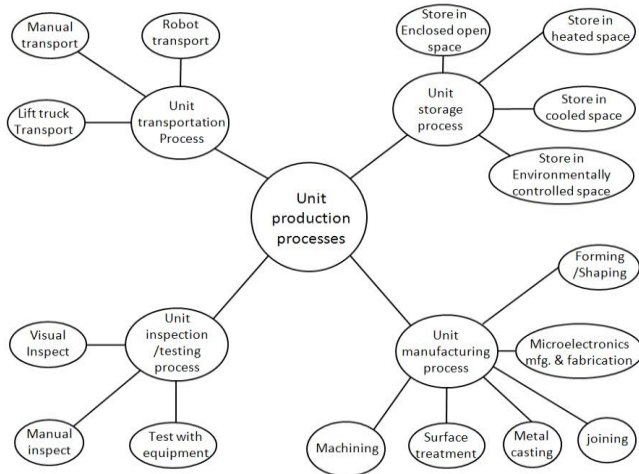 Manual
transport
Robot
transport
Lift truck
Transport
Unit
transportation
Process
Store in
Enclosed open
space
Store in
heated space
Unit
storage
process
Store in
cooled space
Store in
Environmentally
controlled space
Unit
production
processes
Visual
Inspect
Unit
inspection
/testing
process
Manual
inspect
Test with
equipment
Forming
/Shaping
Unit
manufacturing
process
Microelectronics
mfg. & fabrication
Machining
Surface
treatment
Metal
casting
joining